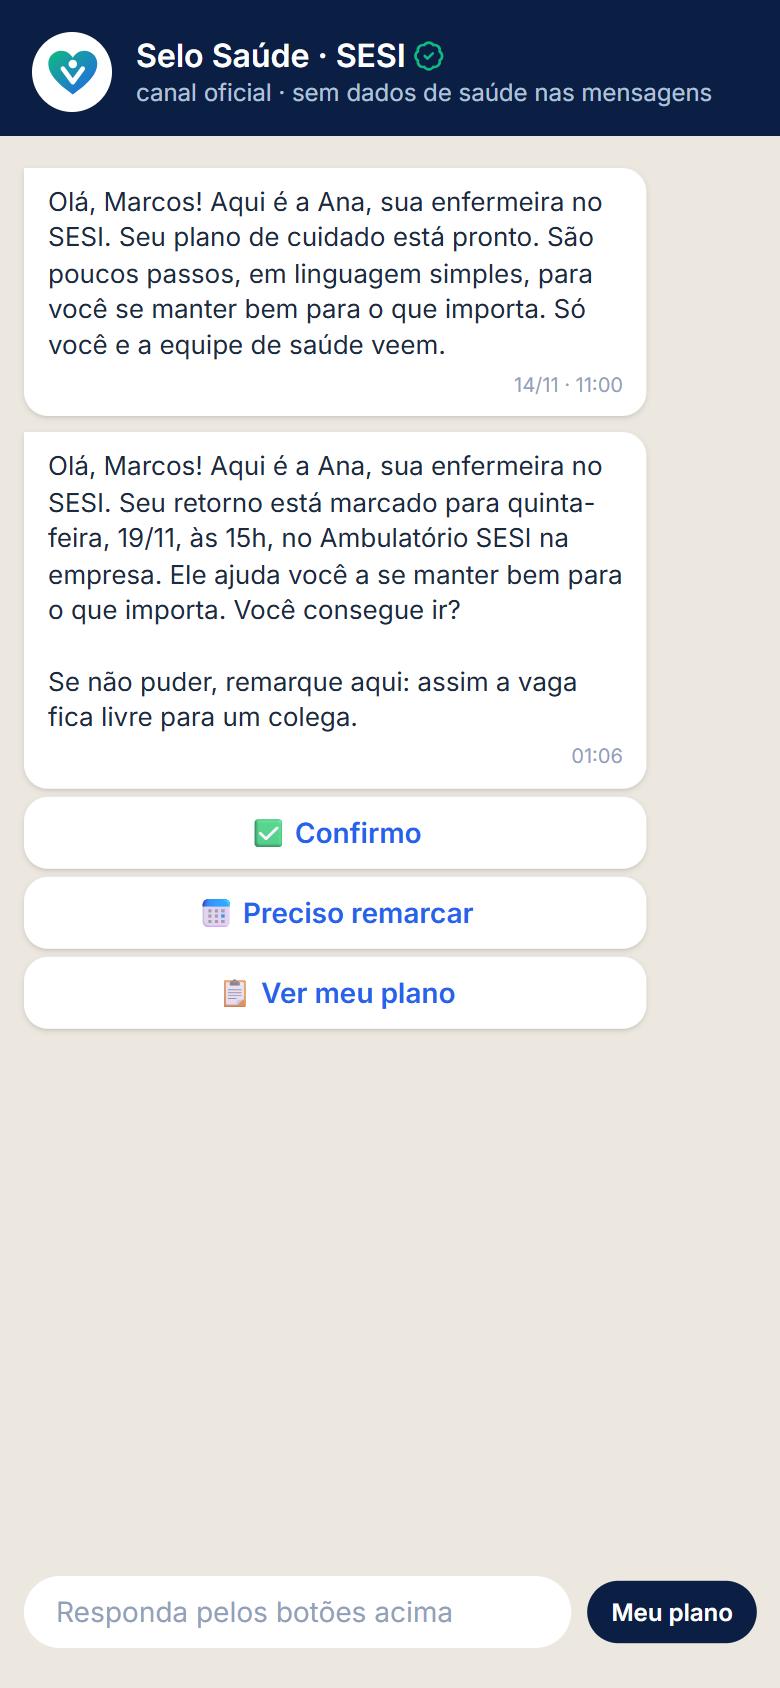 Selo Saúde · SESI
canal oficial · sem dados de saúde nas mensagens
Olá, Marcos! Aqui é a Ana, sua enfermeira no
SESI. Seu plano de cuidado está pronto. São
poucos passos, em linguagem simples, para
você se manter bem para o que importa. Só
você e a equipe de saúde veem.
14/11 · 11:00
Olá, Marcos! Aqui é a Ana, sua enfermeira no
SESI. Seu retorno está marcado para quinta-
feira, 19/11, às 15h, no Ambulatório SESI na
empresa. Ele ajuda você a se manter bem para
o que importa. Você consegue ir?
Se não puder, remarque aqui: assim a vaga
fica livre para um colega.
01:06
Confirmo
Preciso remarcar
Ver meu plano
Responda pelos botões acima
Meu plano